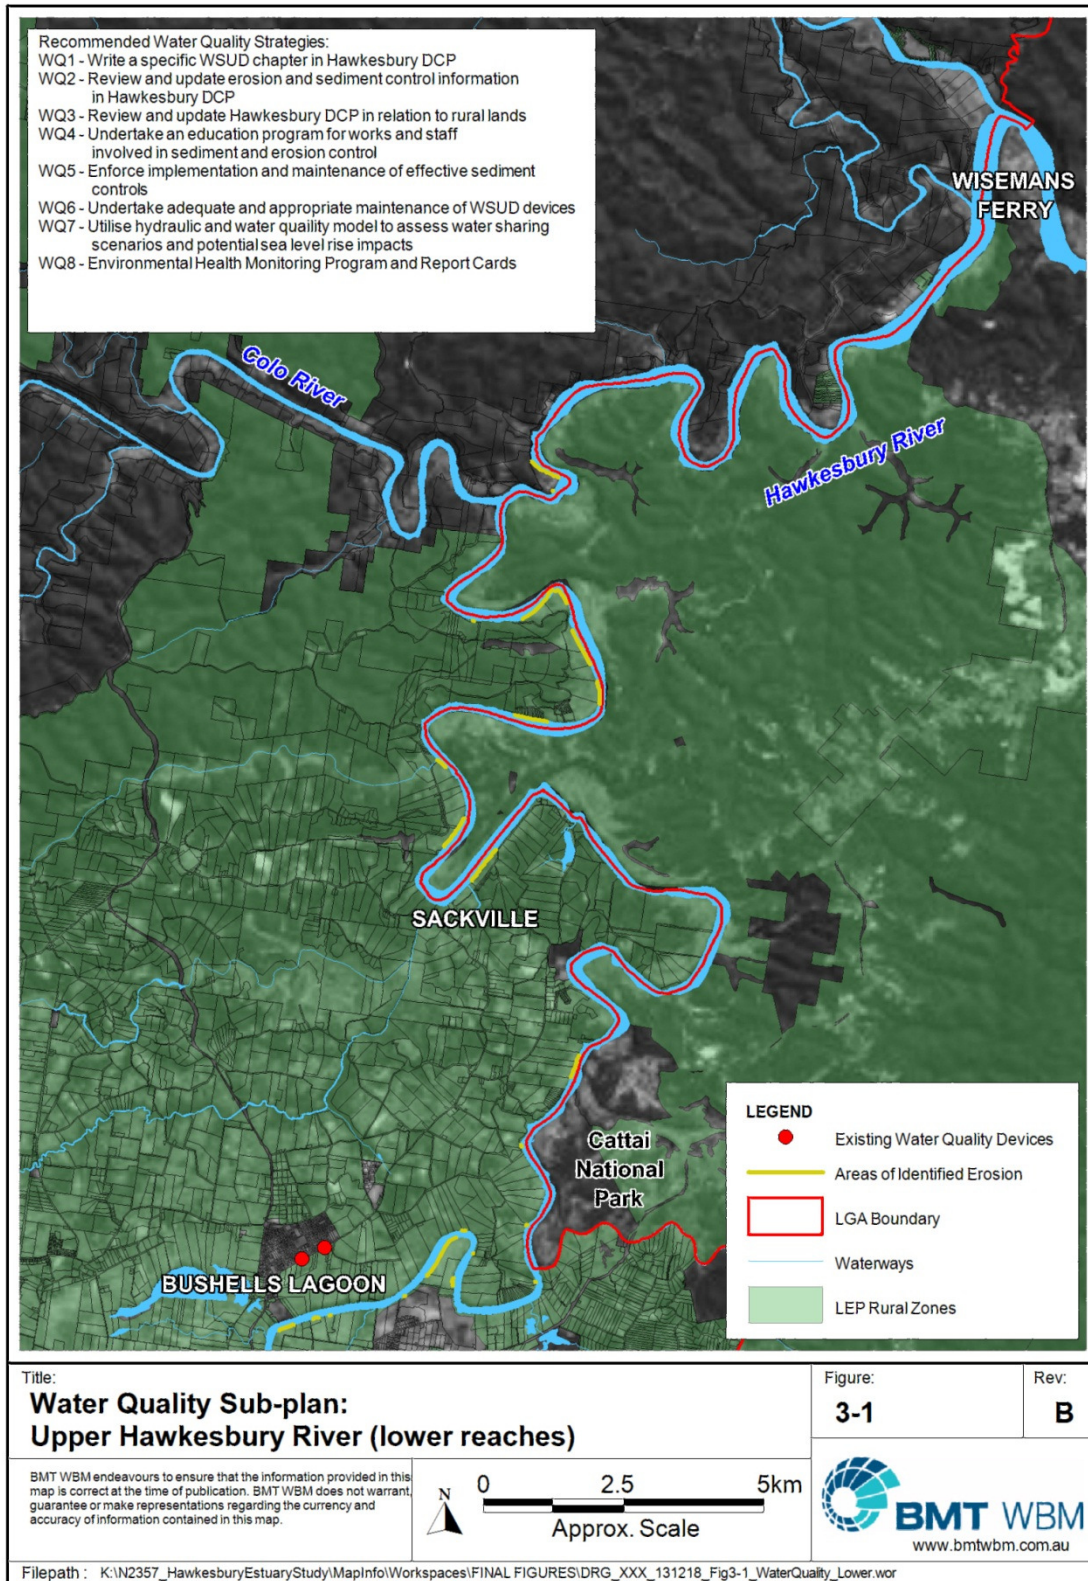 Recommended Water Quality Strategies:
WQ1 - Write a specific WSUD chapter in Hawkesbury DCP
WQ2 - Review and update erosion and sediment control information
in Hawkesbury DCP
WQ3 - Review and update Hawkesbury DCP in relation to rural lands
WQ4 - Undertake an education program for works and staff
involved in sediment and erosion control
WQ5 - Enforce implementation and maintenance of effective sediment
controls
WQ6 - Undertake adequate and appropriate maintenance of WSUD devices
WQ7 - Utilise hydraulic and water quaility model to assess water sharing
scenarios and potential sea level rise impacts
WQ8 - Environmental Health Monitoring Program and Report Cards
WISEMANS
FERRY
Colo River
Hawkesbury River
SACKVILLE
Cattai
National
Park
BUSHELLS LAGOON
LEGEND
Existing Water Quality Devices
Areas of Identified Erosion
LGA Boundary
Waterways
LEP Rural Zones
Title:
Water Quality Sub-plan:
Upper Hawkesbury River (lower reaches)
Figure:
3-1
Rev:
B
BMT WBM endeavours to ensure that the information provided in this
map is correct at the time of publication. BMT WBM does not warrant,
guarantee or make representations regarding the currency and
accuracy of information contained in this map.
N
0 2.5 5km
Approx. Scale
BMT WBM
www.bmtwbm.com.au
Filepath : K:\N2357_HawkesburyEstuaryStudy\MapInfo\Workspaces\FINAL FIGURES\DRG_XXX_131218_Fig3-1_WaterQuality_Lower.wor